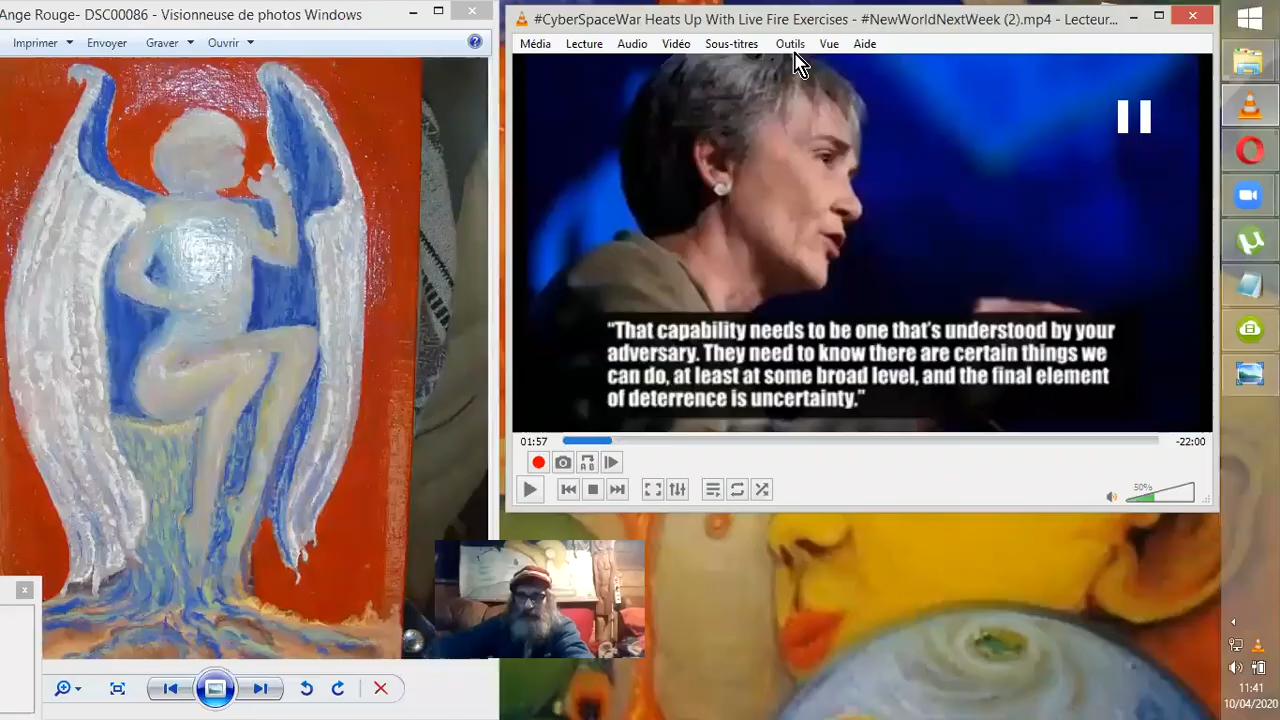 Ange Rouge- DSC00086 - Visionneuse de photos Windows
Imprimer Envoyer Graver Ouvrir
#CyberSpaceWar Heats Up With Live Fire Exercises - #NewWorldNextWeek (2).mp4 - Lecteur...
Média Lecture Audio Vidéo Sous-titres Outils Vue Aide
"That capability needs to be one that's understood by your
adversary. They need to know there are certain things we
can do, at least at some broad level, and the final element
of deterrence is uncertainty."
01:57 -22:00
50%
11:41
10/04/2020